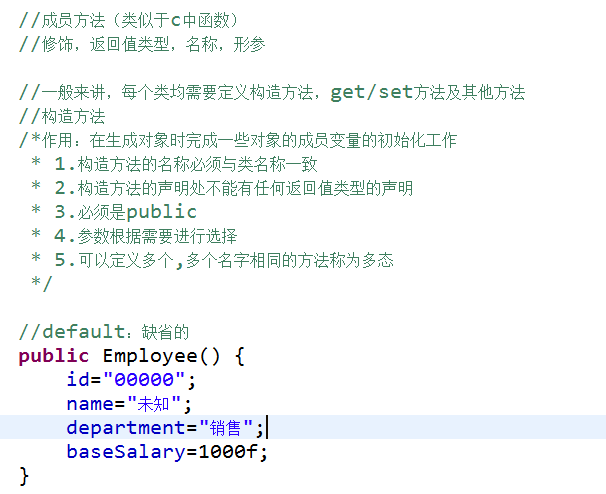 //成员方法（类似于c中函数）
//修饰，返回值类型，名称，形参
//一般来讲，每个类均需要定义构造方法，get/set方法及其他方法
//构造方法
/*作用：在生成对象时完成一些对象的成员变量的初始化工作
* 1.构造方法的名称必须与类名称一致
* 2.构造方法的声明处不能有任何返回值类型的声明
* 3.必须是public
* 4.参数根据需要进行选择
* 5.可以定义多个,多个名字相同的方法称为多态
*/
//default：缺省的
public Employee() {
id="00000";
name="未知";
department="销售";
baseSalary=1000f;
}